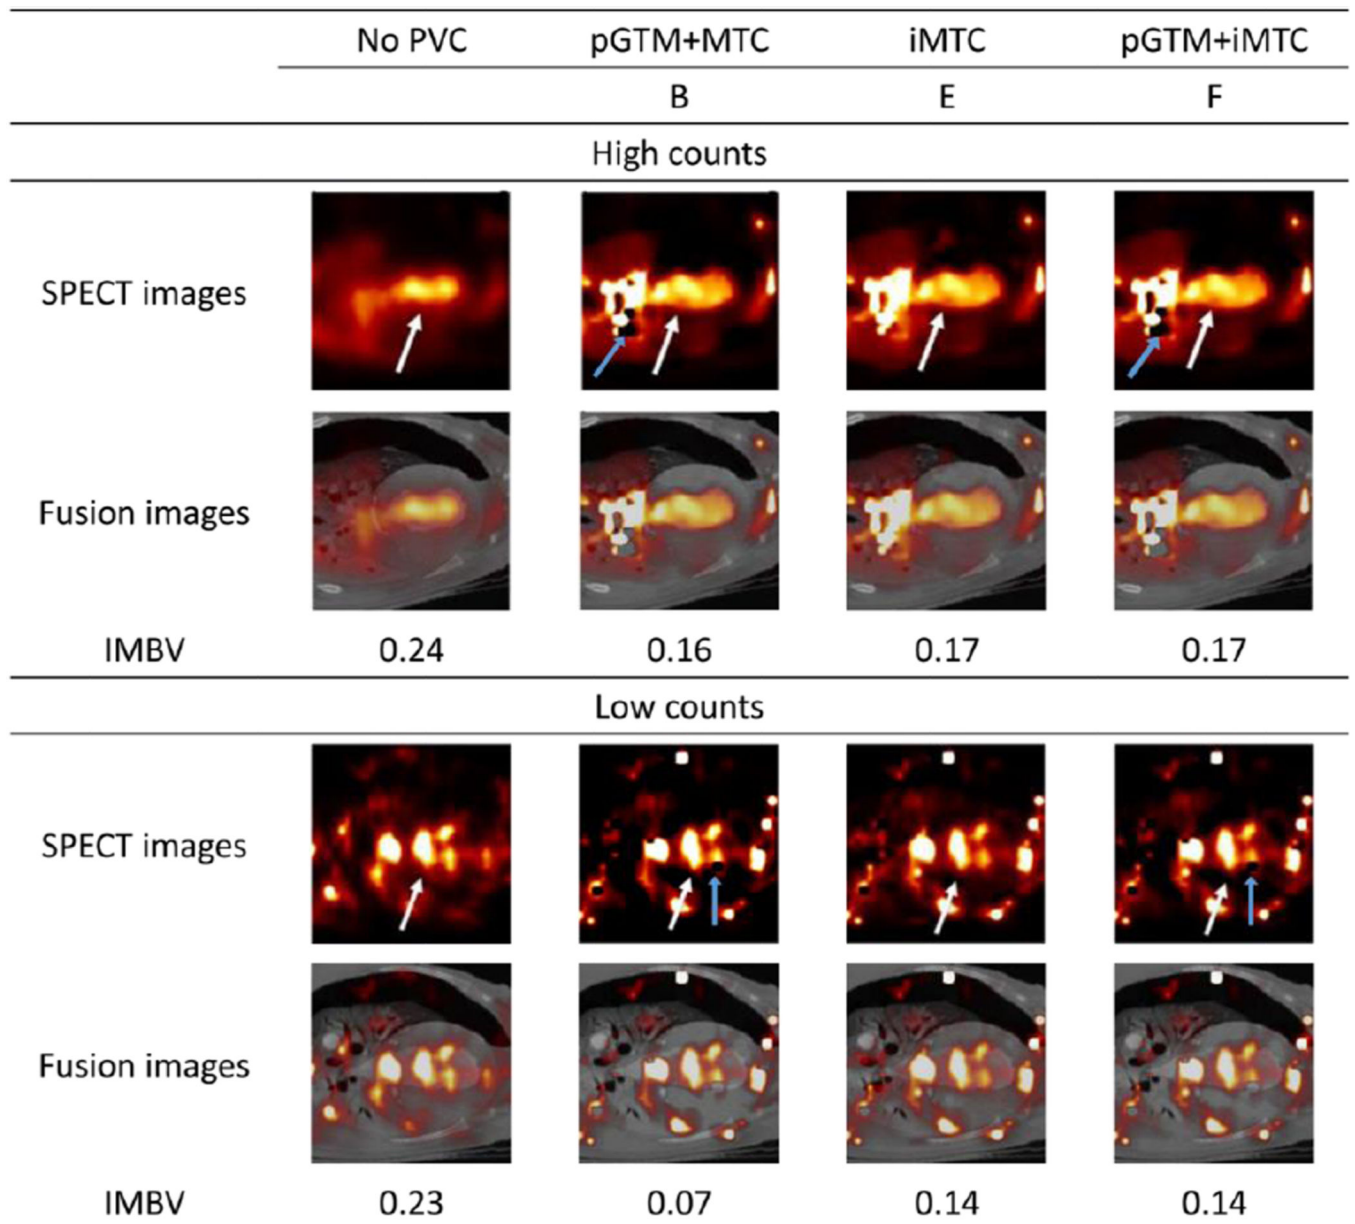 No PVC pGTM+MTC iMTC pGTM+iMTC
B E F
High counts
SPECT images
Fusion images
IMBV 0.24 0.16 0.17 0.17
Low counts
SPECT images
Fusion images
IMBV 0.23 0.07 0.14 0.14